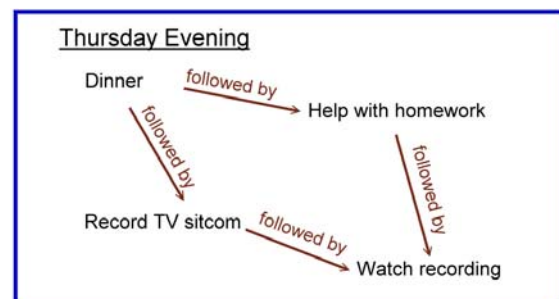 Thursday Evening
Dinner
followed by
Help with homework
followed by
followed by
Record TV sitcom
followed by
Watch recording